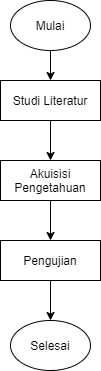 Mulai
Studi Literatur
Akuisisi
Pengetahuan
Pengujian
Selesai